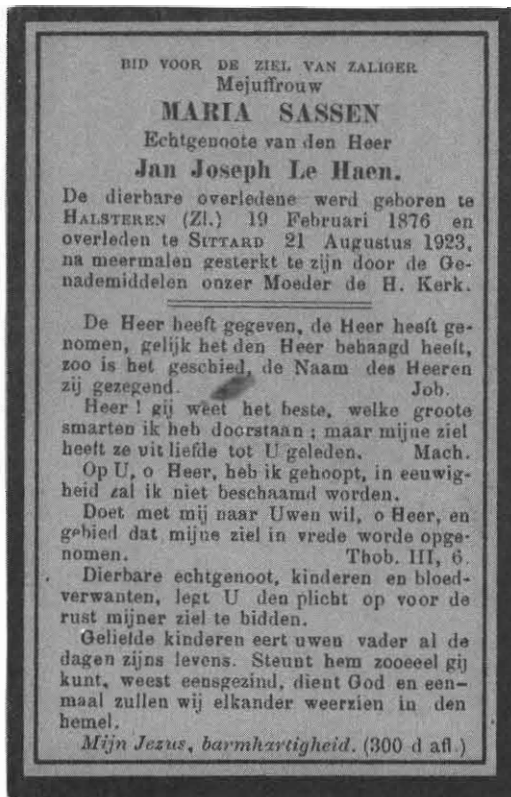 BID VOOR DE ZIEL VAN ZALIGER
Mejuffrouw
MARIA SASSEN
Echtgenoote van den Heer
Jan Joseph Le Haen.
De dierbare overledene werd geboren te
HALSTEREN (Zl.) 19 Februari 1876 en
overleden te SITTARD 21 Augustus 1923,
na meermalen gesterkt te zijn door de Ge-
nademiddelen onzer Moeder de H. Kerk.
De Heer heeft gegeven, de Heer heeft ge-
nomen, gelijk het den Heer behaagd heeft,
zoo is het geschied, de Naam des Heeren
zij gezegend. Job.
Heer ! gij weet het beste, welke groote
smarten ik heb doorstaan ; maar mijne ziel
heeft ze uit liefde tot U geleden. Mach.
Op U, o Heer, heb ik gehoopt, in eeuwig-
heid zal ik niet beschaamd worden.
Doet met mij naar Uwen wil, o Heer, en
gebied dat mijne ziel in vrede worde opge-
nomen. Thob. III, 6.
Dierbare echtgenoot, kinderen en bloed-
verwanten, legt U den plicht op voor de
rust mijner ziel te bidden.
Geliefde kinderen eert uwen vader al de
dagen zijns levens. Steunt hem zooeeel gij
kunt, weest eensgezind, dient God en een-
maal zullen wij elkander weerzien in den
hemel.
Mijn Jezus, barmhartigheid. (300 d afl.)